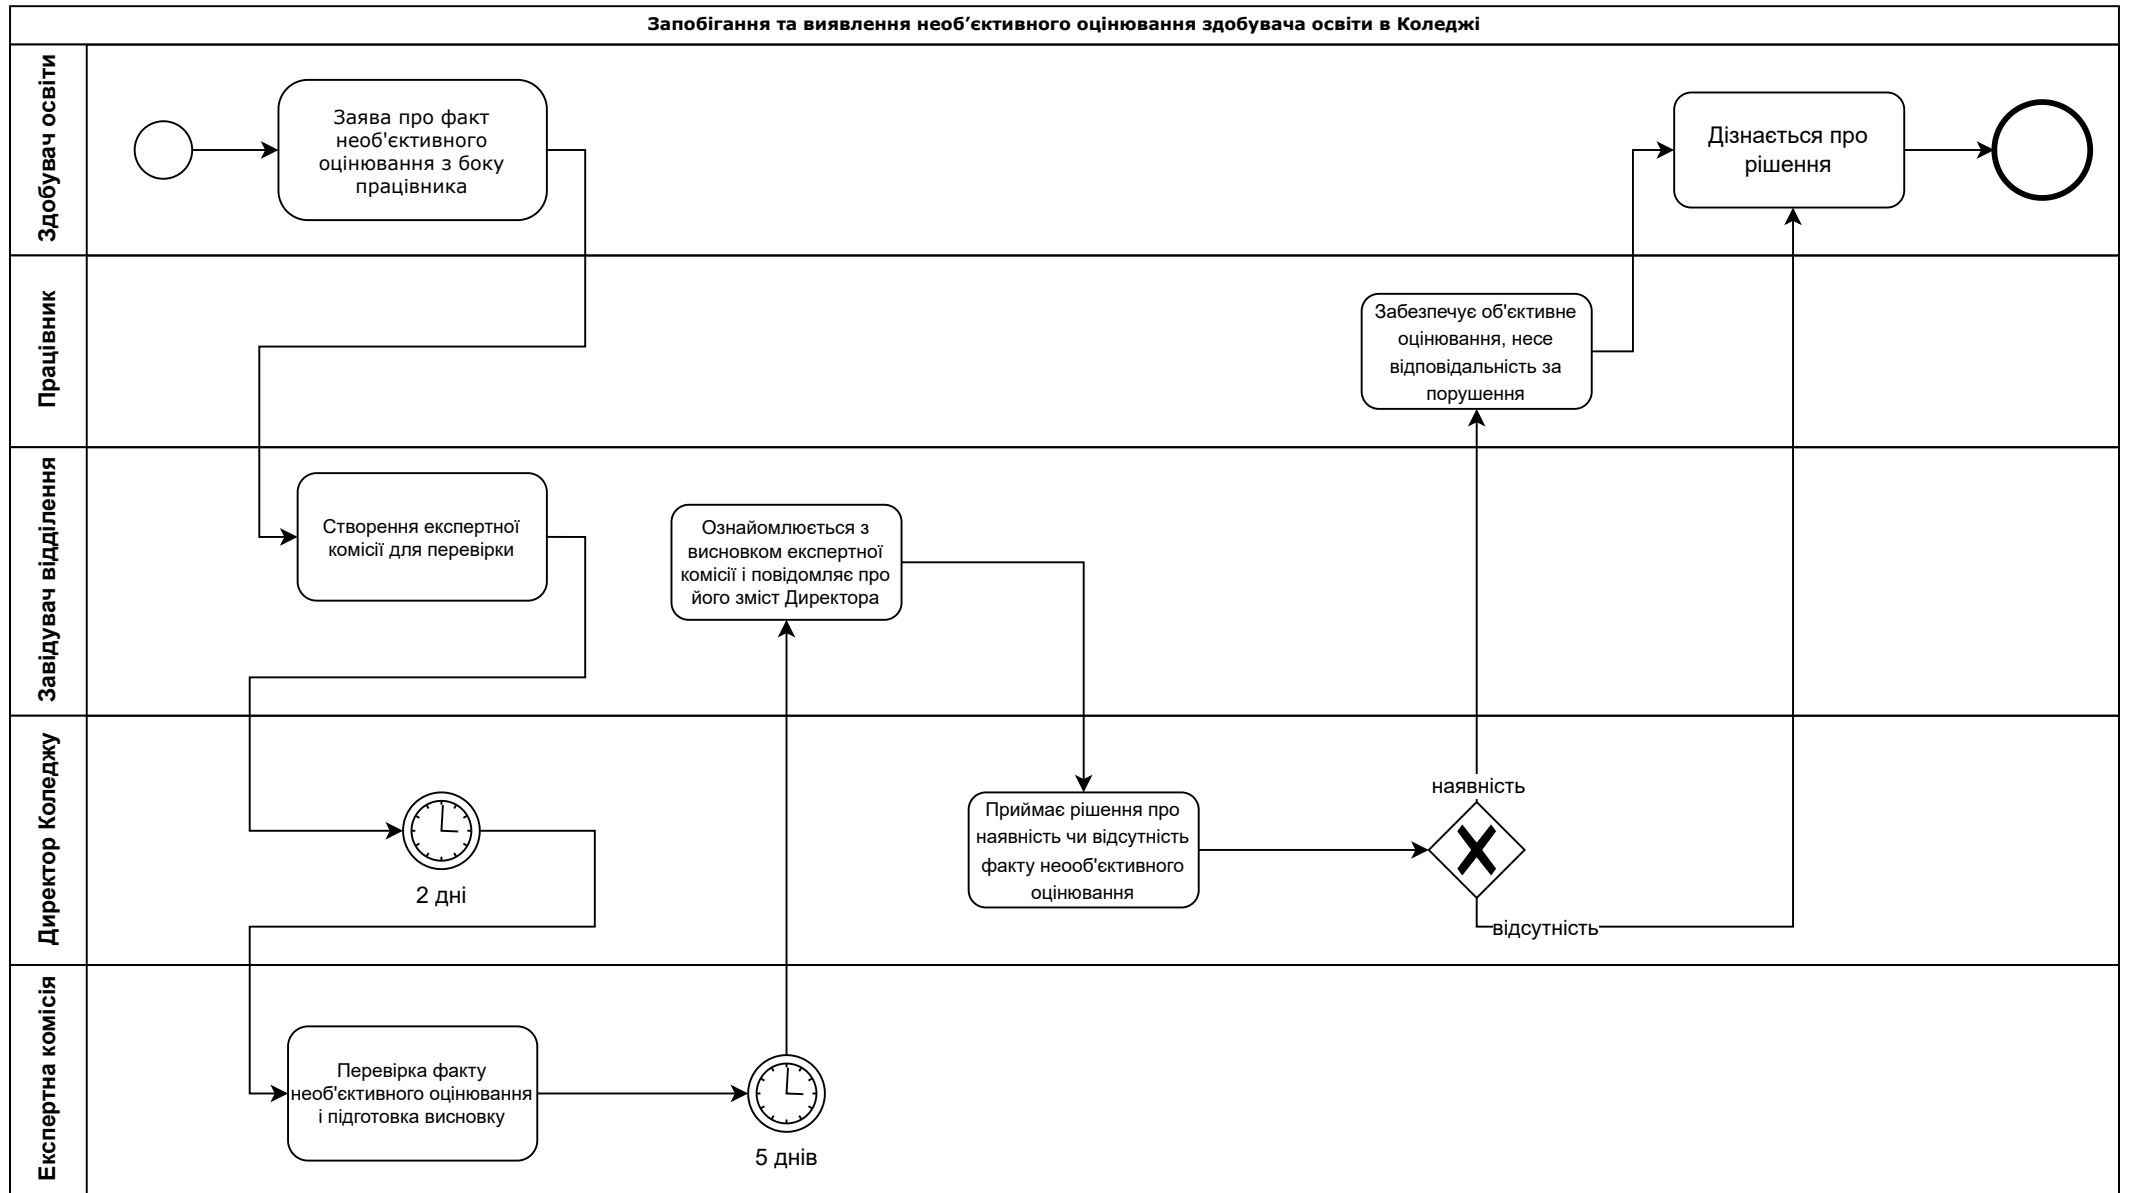 Запобігання та виявлення необ’єктивного оцінювання здобувача освіти в Коледжі
Здобувач освіти
Заява про факт
необ'єктивного
оцінювання з боку
працівника
Дізнається про
рішення
Працівник
Забезпечує об'єктивне
оцінювання, несе
відповідальність за
порушення
Завідувач відділення
Створення експертної
комісії для перевірки
Ознайомлюється з
висновком експертної
комісії і повідомляє про
його зміст Директора
Директор Коледжу
2 дні
Приймає рішення про
наявність чи відсутність
факту неооб'єктивного
оцінювання
наявність
відсутність
Експертна комісія
Перевірка факту
необ'єктивного оцінювання
і підготовка висновку
5 днів